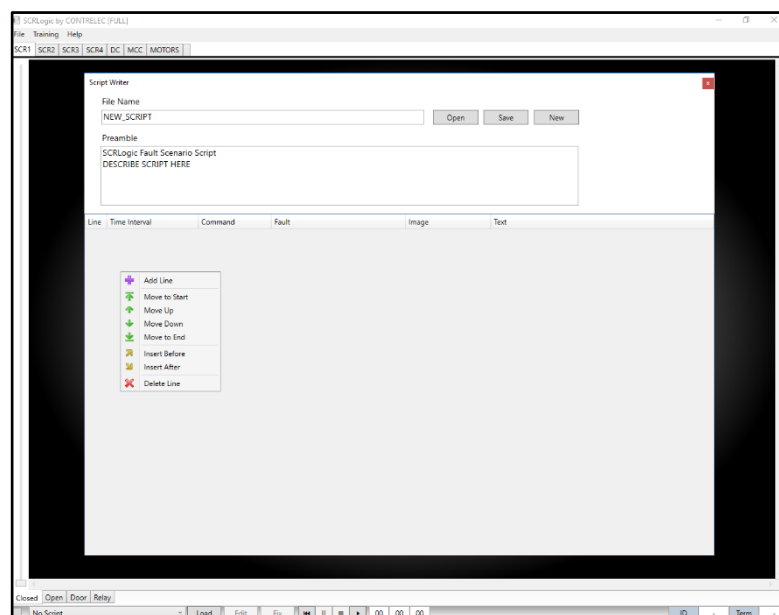 SCRLogic by CONTRELEC [FULL]
File Training Help
SCR1 SCR2 SCR3 SCR4 DC MCC MOTORS
Script Writer
File Name
NEW_SCRIPT
Open Save New
Preamble
SCRLogic Fault Scenario Script
DESCRIBE SCRIPT HERE
Line Time Interval Command Fault Image Text
Add Line
Move to Start
Move Up
Move Down
Move to End
Insert Before
Insert After
Delete Line
Closed Open Door Relay
No Script Load Edit Fix 00 00 00 ID - Term -